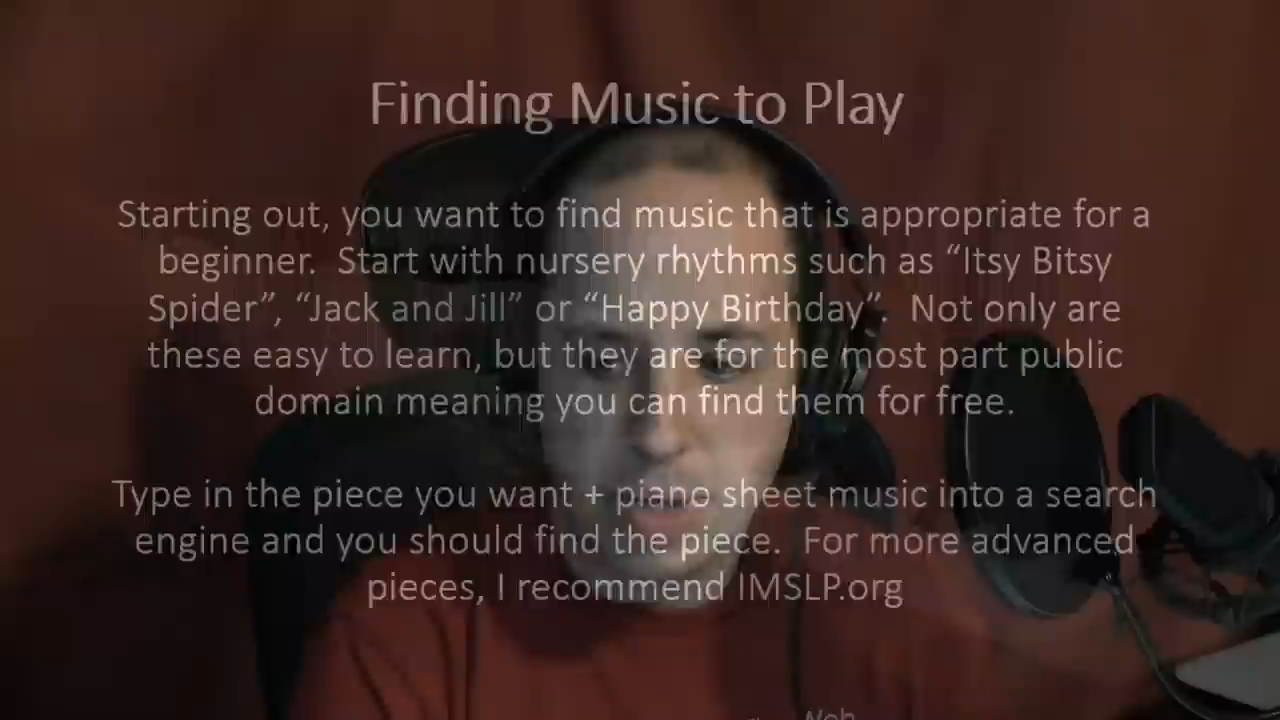 Finding Music to Play
Starting out, you want to find music that is appropriate for a
beginner.  Start with nursery rhythms such as “Itsy Bitsy
Spider”, “Jack and Jill” or “Happy Birthday”.  Not only are
these easy to learn, but they are for the most part public
domain meaning you can find them for free.
Type in the piece you want + piano sheet music into a search
engine and you should find the piece.  For more advanced
pieces, I recommend IMSLP.org